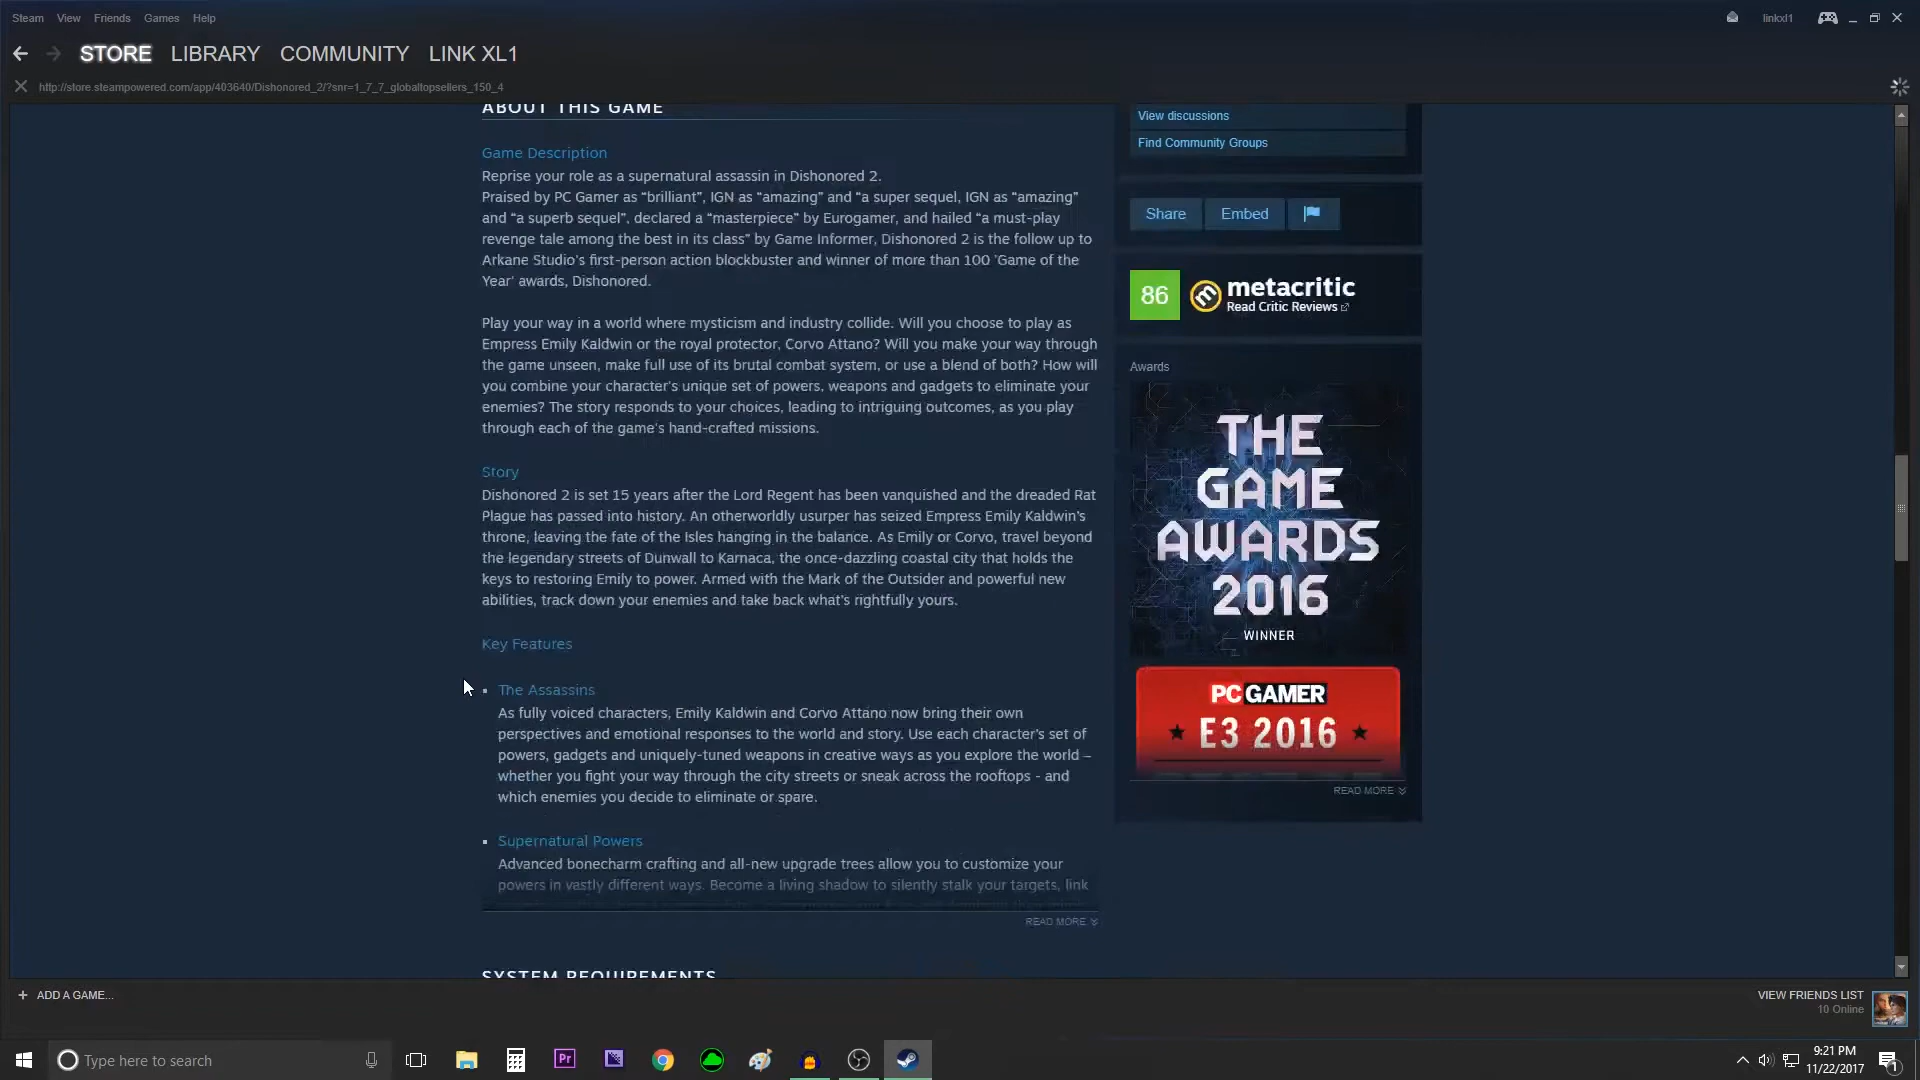 Steam View Friends Games Help
linkxl1
STORE LIBRARY COMMUNITY LINK XL1
http://store.steampowered.com/app/403640/Dishonored_2/?snr=1_7_7_globaltopsellers_150_4
ABOUT THIS GAME
Game Description
Reprise your role as a supernatural assassin in Dishonored 2.
Praised by PC Gamer as “brilliant”, IGN as “amazing” and “a super sequel, IGN as “amazing”
and “a superb sequel”, declared a “masterpiece” by Eurogamer, and hailed “a must-play
revenge tale among the best in its class” by Game Informer, Dishonored 2 is the follow up to
Arkane Studio's first-person action blockbuster and winner of more than 100 'Game of the
Year' awards, Dishonored.
Play your way in a world where mysticism and industry collide. Will you choose to play as
Empress Emily Kaldwin or the royal protector, Corvo Attano? Will you make your way through
the game unseen, make full use of its brutal combat system, or use a blend of both? How will
you combine your character's unique set of powers, weapons and gadgets to eliminate your
enemies? The story responds to your choices, leading to intriguing outcomes, as you play
through each of the game's hand-crafted missions.
Story
Dishonored 2 is set 15 years after the Lord Regent has been vanquished and the dreaded Rat
Plague has passed into history. An otherworldly usurper has seized Empress Emily Kaldwin's
throne, leaving the fate of the Isles hanging in the balance. As Emily or Corvo, travel beyond
the legendary streets of Dunwall to Karnaca, the once-dazzling coastal city that holds the
keys to restoring Emily to power. Armed with the Mark of the Outsider and powerful new
abilities, track down your enemies and take back what's rightfully yours.
Key Features
▪ The Assassins
As fully voiced characters, Emily Kaldwin and Corvo Attano now bring their own
perspectives and emotional responses to the world and story. Use each character's set of
powers, gadgets and uniquely-tuned weapons in creative ways as you explore the world –
whether you fight your way through the city streets or sneak across the rooftops - and
which enemies you decide to eliminate or spare.
▪ Supernatural Powers
Advanced bonecharm crafting and all-new upgrade trees allow you to customize your
powers in vastly different ways. Become a living shadow to silently stalk your targets, link
READ MORE
SYSTEM REQUIREMENTS
View discussions
Find Community Groups
Share Embed
86 metacritic
Read Critic Reviews
Awards
THE
GAME
AWARDS
2016
WINNER
PC GAMER
E3 2016
READ MORE
+ ADD A GAME...
VIEW FRIENDS LIST
10 Online
Type here to search
Pr
9:21 PM
11/22/2017
1